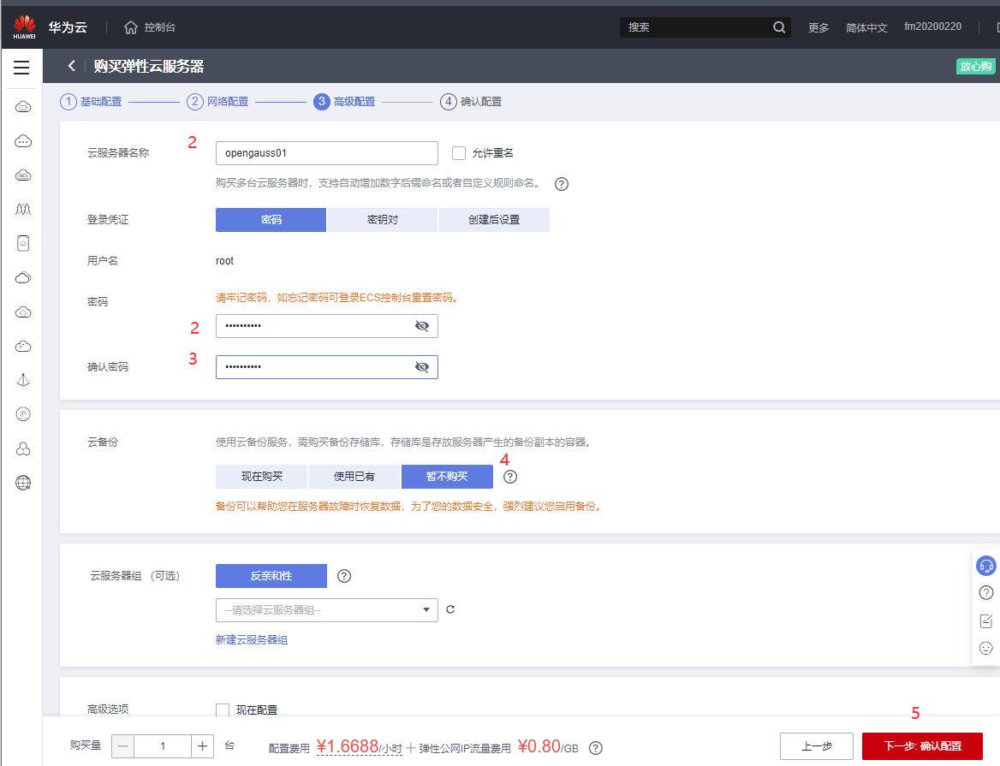 HUAWEI 华为云 控制台 搜索 更多 简体中文 fm20200220
购买弹性云服务器 放心购
1 基础配置 2 网络配置 3 高级配置 4 确认配置
云服务器名称 2 opengauss01 允许重名
购买多台云服务器时，支持自动增加数字后缀命名或者自定义规则命名。 ?
登录凭证 密码 密钥对 创建后设置
用户名 root
密码 请牢记密码，如忘记密码可登录ECS控制台重置密码。
2 ••••••••••
确认密码 3 ••••••••••
云备份 使用云备份服务，需购买备份存储库，存储库是存放服务器产生的备份副本的容器。
现在购买 使用已有 暂不购买 4 ?
备份可以帮助您在服务器故障时恢复数据，为了您的数据安全，强烈建议您启用备份。
云服务器组 （可选） 反亲和性 ?
--请选择云服务器组-- C
新建云服务器组
高级选项 现在配置
5
购买量 — 1 + 台 配置费用 ¥1.6688/小时 + 弹性公网IP流量费用 ¥0.80/GB ? 上一步 下一步: 确认配置